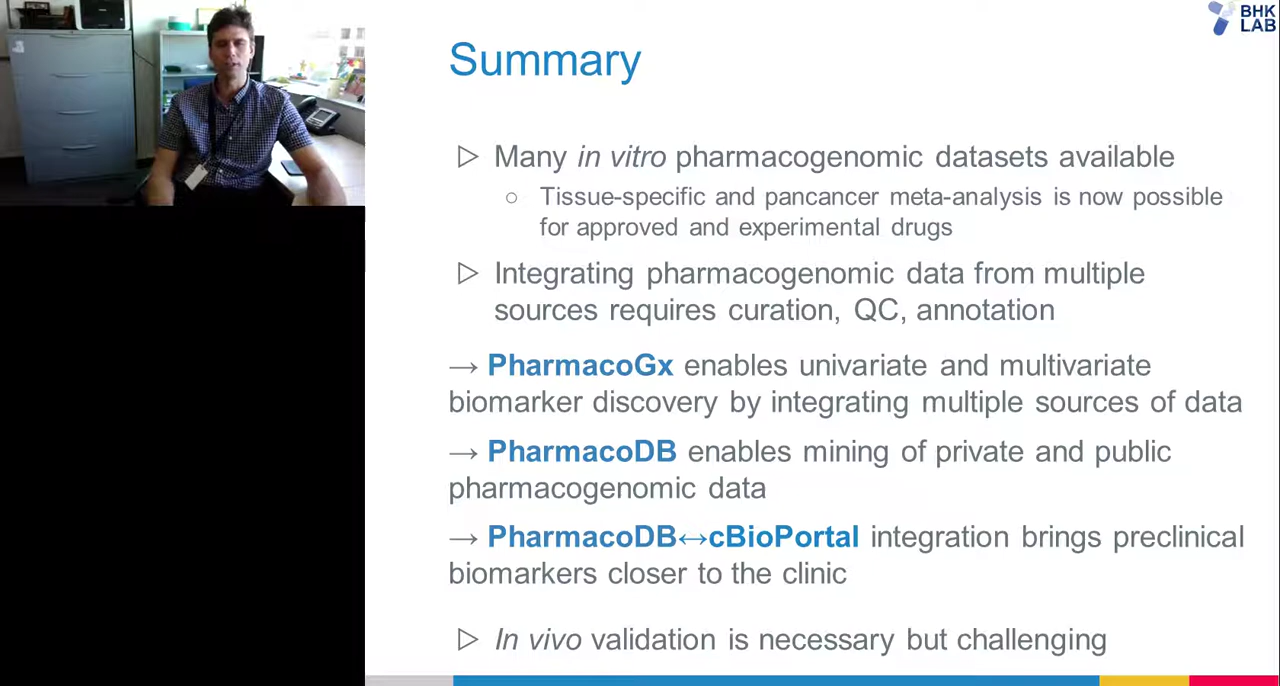 BHK
LAB
Summary
▷ Many in vitro pharmacogenomic datasets available
○ Tissue-specific and pancancer meta-analysis is now possible
for approved and experimental drugs
▷ Integrating pharmacogenomic data from multiple
sources requires curation, QC, annotation
→ PharmacoGx enables univariate and multivariate
biomarker discovery by integrating multiple sources of data
→ PharmacoDB enables mining of private and public
pharmacogenomic data
→ PharmacoDB↔cBioPortal integration brings preclinical
biomarkers closer to the clinic
▷ In vivo validation is necessary but challenging